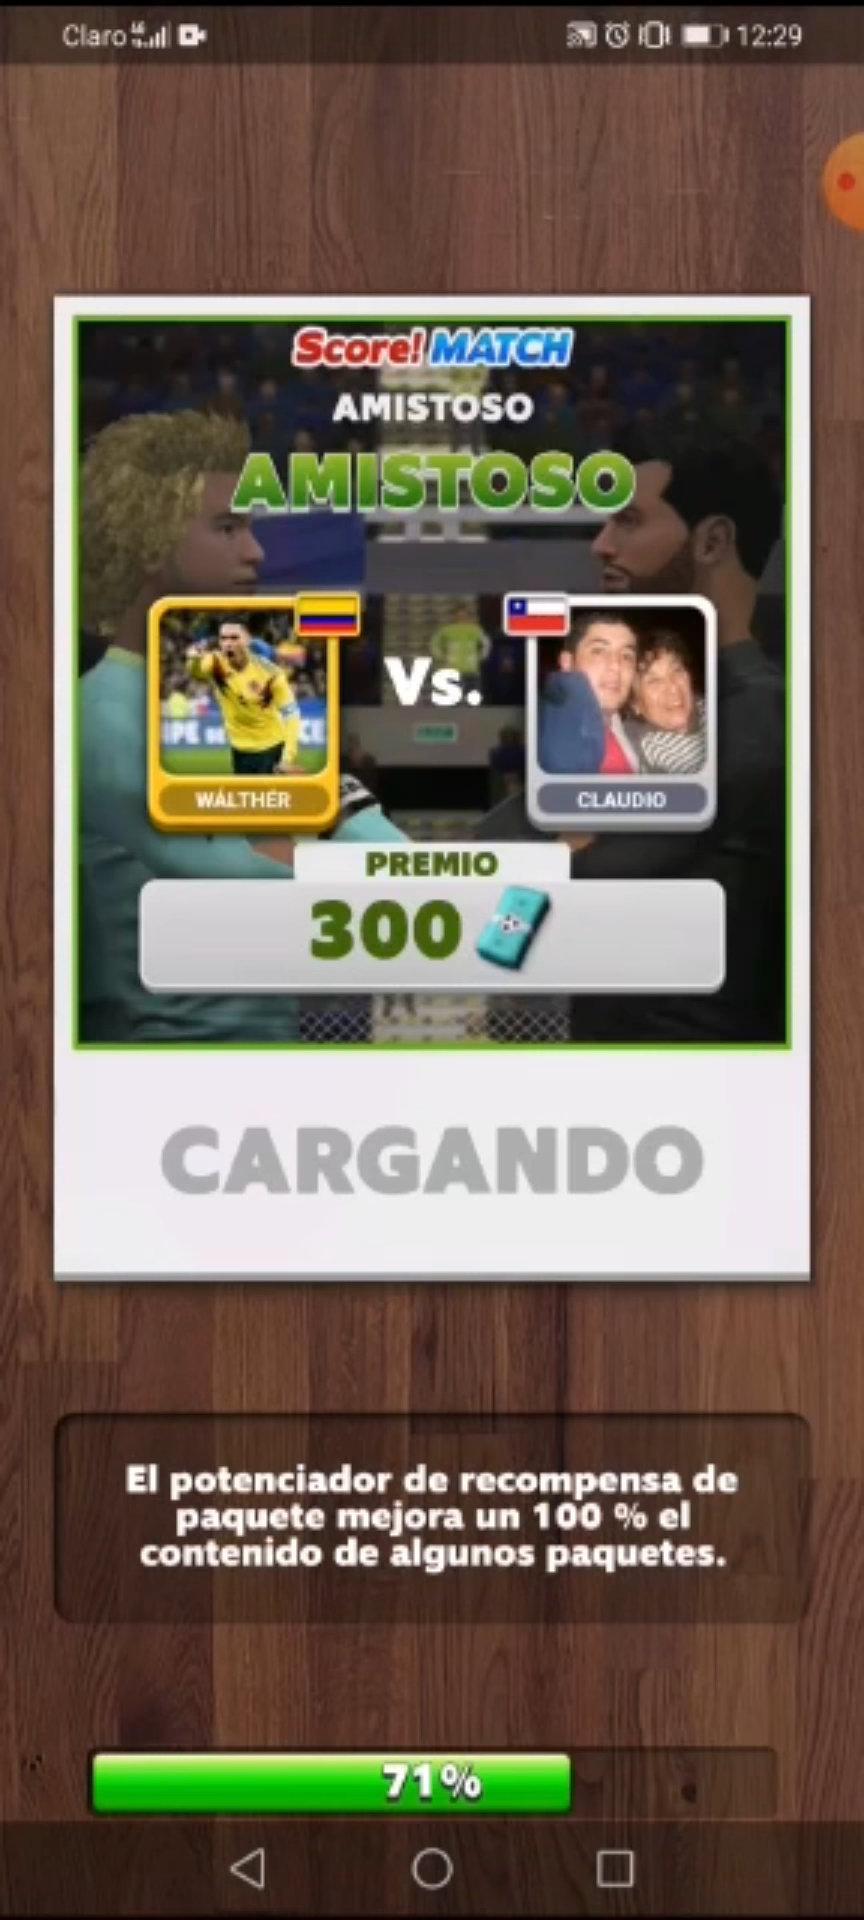 Claro 12:29
Score! MATCH
AMISTOSO
AMISTOSO
Vs.
WÁLTHÉR
CLAUDIO
PREMIO
300
CARGANDO
El potenciador de recompensa de
paquete mejora un 100 % el
contenido de algunos paquetes.
71%